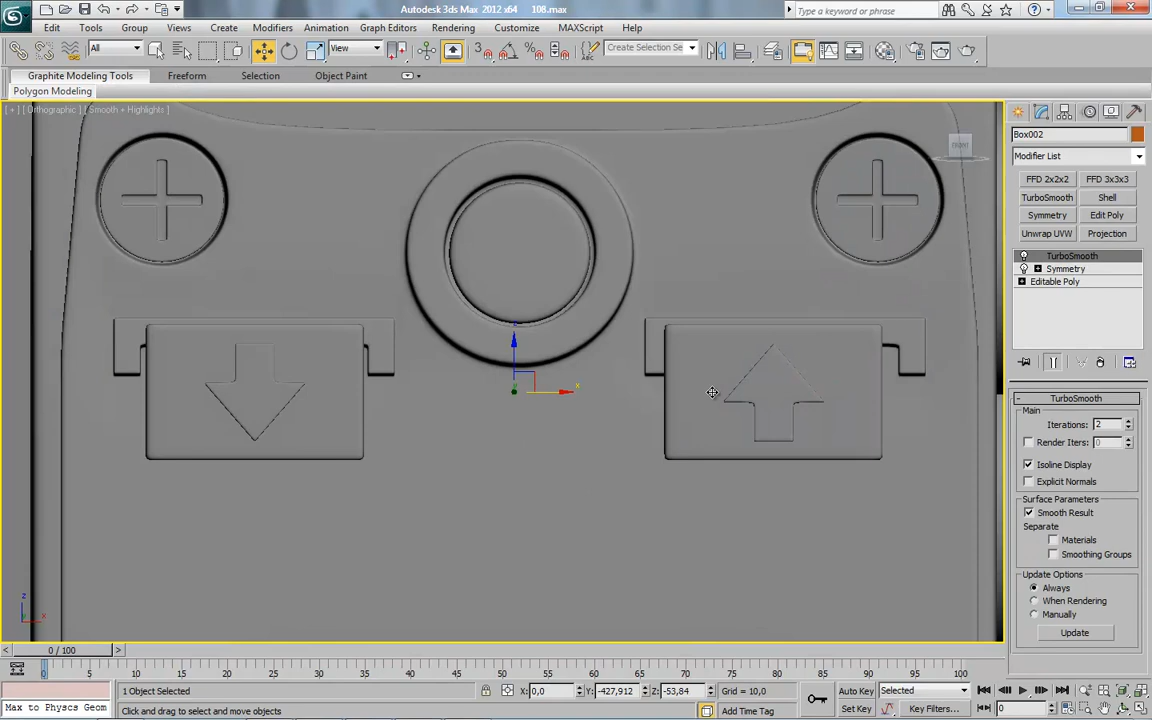 Autodesk 3ds Max 2012 x64 108.max
Type a keyword or phrase
Edit Tools Group Views Create Modifiers Animation Graph Editors Rendering Customize MAXScript Help
All View 3 Create Selection Se
Graphite Modeling Tools Freeform Selection Object Paint
Polygon Modeling
[ + ] [ Orthographic ] [ Smooth + Highlights ]
FRONT
Box002
Modifier List
FFD 2x2x2 FFD 3x3x3
TurboSmooth Shell
Symmetry Edit Poly
Unwrap UVW Projection
TurboSmooth
Symmetry
Editable Poly
z
x
y
TurboSmooth
Main
Iterations: 2
Render Iters: 0
Isoline Display
Explicit Normals
Surface Parameters
Smooth Result
Separate
Materials
Smoothing Groups
Update Options
Always
When Rendering
Manually
Update
z
x
y
0 / 100
0 5 10 15 20 25 30 35 40 45 50 55 60 65 70 75 80 85 90 95 100
1 Object Selected X: 0,0 Y: -427,912 Z: -53,84 Grid = 10,0 Auto Key Selected
Max to Physcs Geom Click and drag to select and move objects Add Time Tag Set Key Key Filters... 0